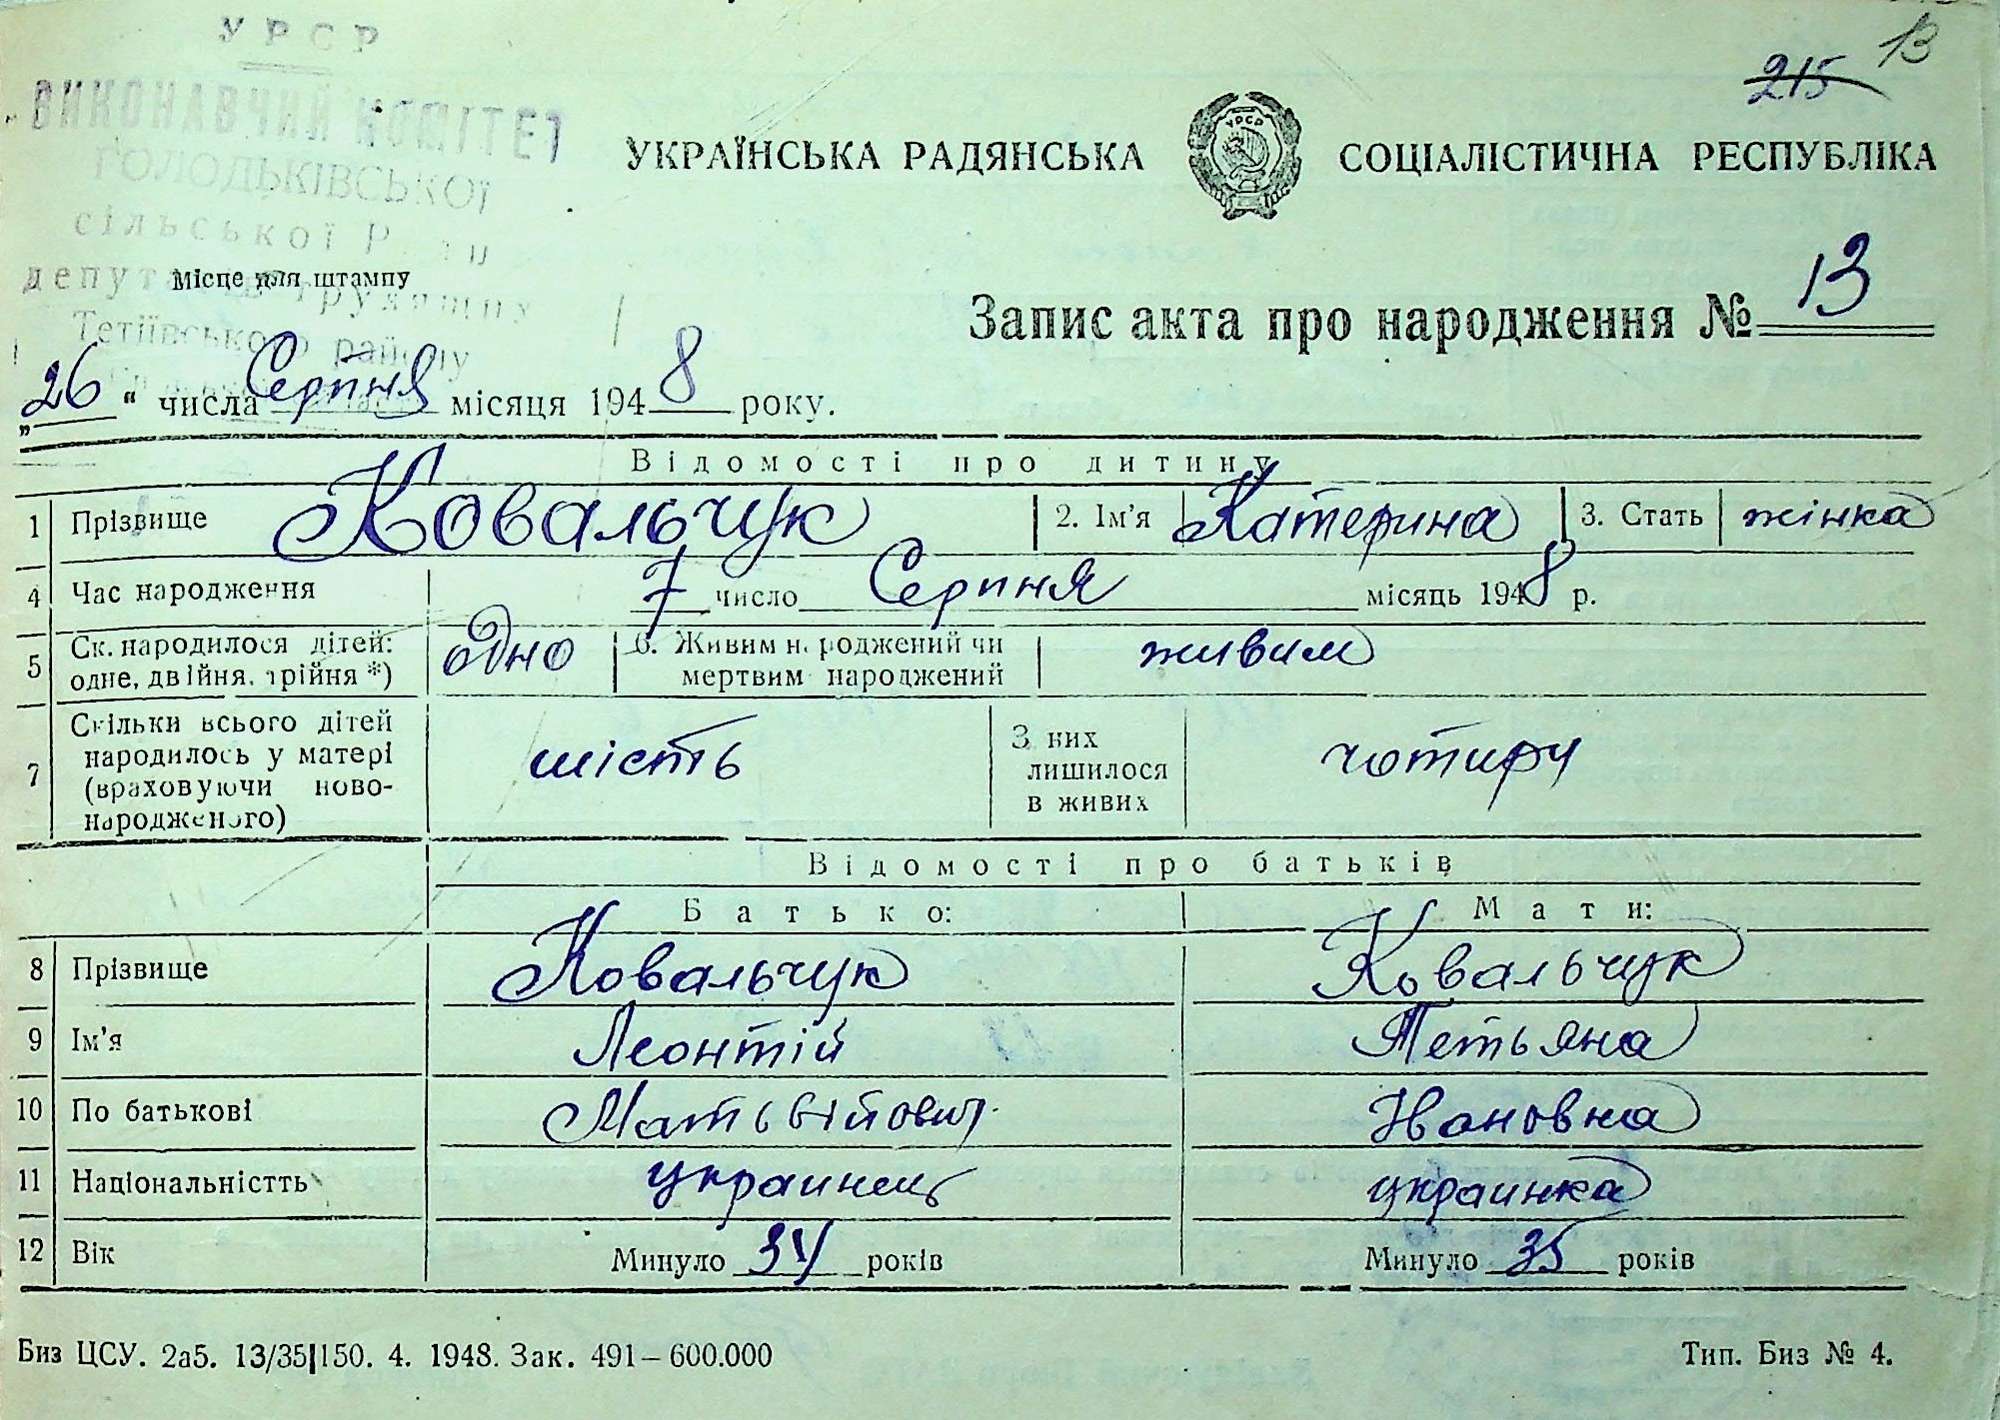 13
215
УРСР
ВИКОНАВЧИЙ КОМІТЕТ
ГОЛОДЬКІВСЬКОЇ
сільської
Місце для штампу
Тетіївського району
УКРАЇНСЬКА РАДЯНСЬКА УРСР СОЦІАЛІСТИЧНА РЕСПУБЛІКА
Запис акта про народження № 13
„26“ числа Серпня місяця 1948 року.
Відомості про дитину
1 Прізвище Ковальчук 2. Ім'я Катерина 3. Стать жінка
4 Час народження 7 число Серпня місяць 1948 р.
5 Ск. народилося дітей: одне, двійня, трійня *) одно 6. Живим народжений чи мертвим народжений живим
7 Скільки всього дітей народилось у матері (враховуючи ново-народженого) шість З них лишилося в живих чотири
Відомості про батьків
Батько: Мати:
8 Прізвище Ковальчук Ковальчук
9 Ім'я Леонтій Тетьяна
10 По батькові Матьвійович Ивановна
11 Національністть украинець украинка
12 Вік Минуло 34 років Минуло 35 років
Биз ЦСУ. 2а5. 13/35|150. 4. 1948. Зак. 491–600.000 Тип. Биз № 4.